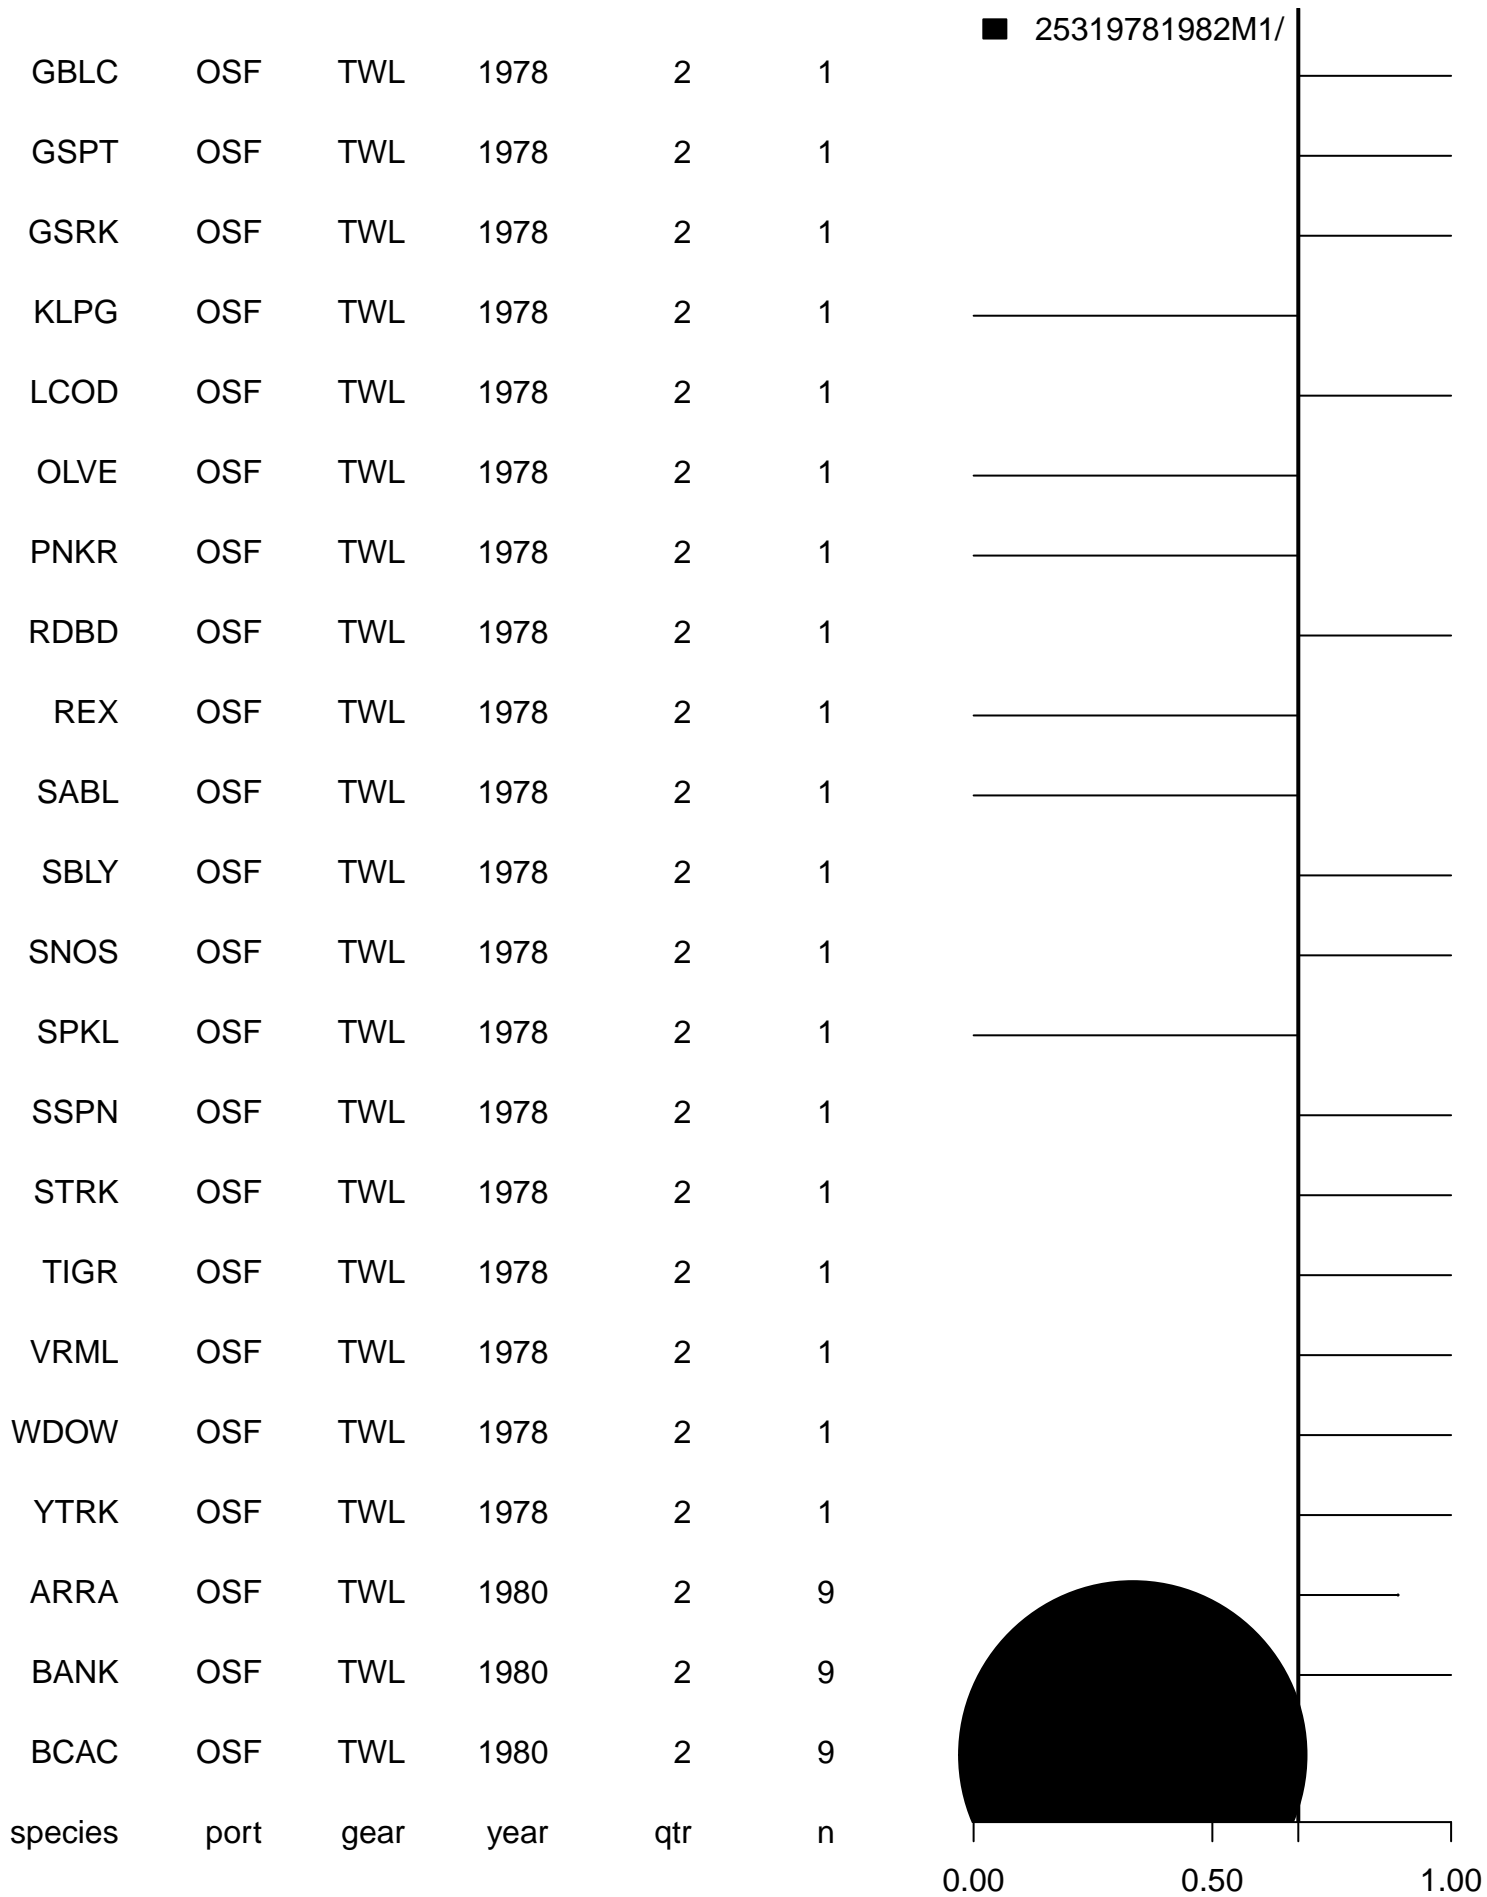 25319781982M1/
GBLC OSF TWL 1978 2 1
GSPT OSF TWL 1978 2 1
GSRK OSF TWL 1978 2 1
KLPG OSF TWL 1978 2 1
LCOD OSF TWL 1978 2 1
OLVE OSF TWL 1978 2 1
PNKR OSF TWL 1978 2 1
RDBD OSF TWL 1978 2 1
REX OSF TWL 1978 2 1
SABL OSF TWL 1978 2 1
SBLY OSF TWL 1978 2 1
SNOS OSF TWL 1978 2 1
SPKL OSF TWL 1978 2 1
SSPN OSF TWL 1978 2 1
STRK OSF TWL 1978 2 1
TIGR OSF TWL 1978 2 1
VRML OSF TWL 1978 2 1
WDOW OSF TWL 1978 2 1
YTRK OSF TWL 1978 2 1
ARRA OSF TWL 1980 2 9
BANK OSF TWL 1980 2 9
BCAC OSF TWL 1980 2 9
species port gear year qtr n
0.00 0.50 1.00